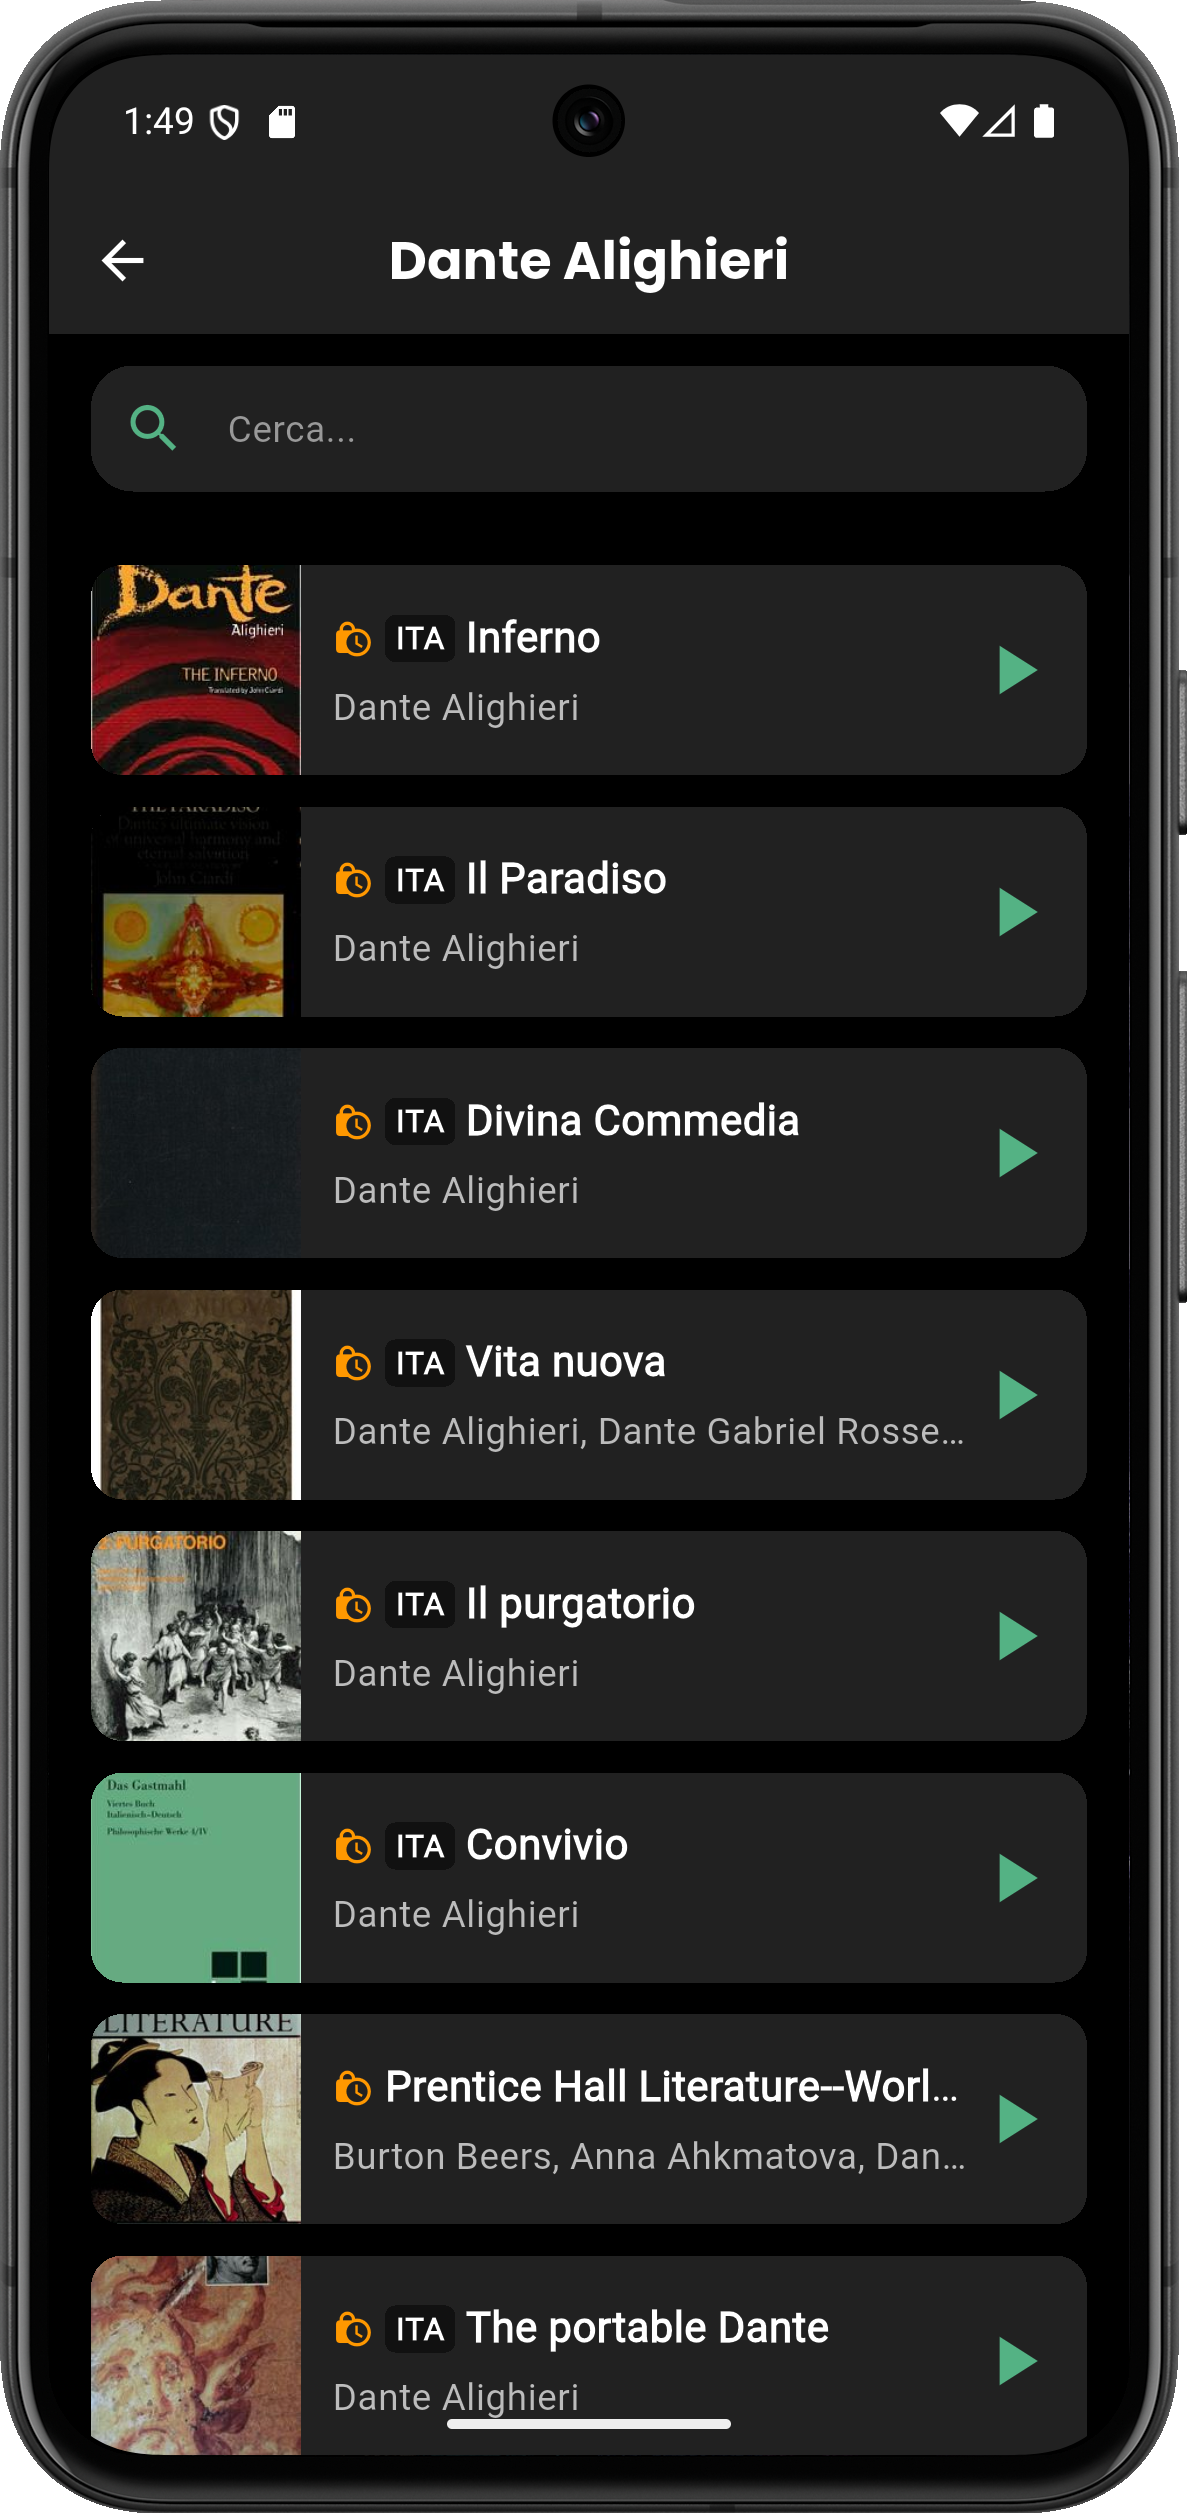 1:49
Dante Alighieri
Cerca...
Dante
Alighieri
THE INFERNO
Translated by John Ciardi
ITA Inferno
Dante Alighieri
THE PARADISO
Dante's ultimate vision
of universal harmony and
eternal salvation
John Ciardi
ITA Il Paradiso
Dante Alighieri
ITA Divina Commedia
Dante Alighieri
ITA Vita nuova
Dante Alighieri, Dante Gabriel Rosse...
PURGATORIO
ITA Il purgatorio
Dante Alighieri
Das Gastmahl
Viertes Buch
Italienisch-Deutsch
Philosophische Werke 4/IV
ITA Convivio
Dante Alighieri
LITERATURE
Prentice Hall Literature--Worl...
Burton Beers, Anna Ahkmatova, Dan...
ITA The portable Dante
Dante Alighieri